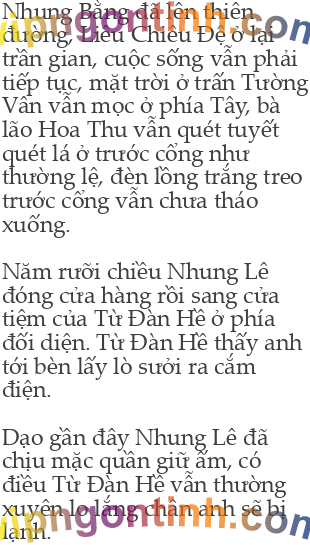 Nhung Bằng đã lên thiên
đường, Liễu Chiêu Đệ ở lại
trần gian, cuộc sống vẫn phải
tiếp tục, mặt trời ở trấn Tường
Vân vẫn mọc ở phía Tây, bà
lão Hoa Thu vẫn quét tuyết
quét lá ở trước cổng như
thường lệ, đèn lồng trắng treo
trước cổng vẫn chưa tháo
xuống.
Năm rưỡi chiều Nhung Lê
đóng cửa hàng rồi sang cửa
tiệm của Từ Đàn Hề ở phía
đối diện. Từ Đàn Hề thấy anh
tới bèn lấy lò sưởi ra cắm
điện.
Dạo gần đây Nhung Lê đã
chịu mặc quần giữ ấm, có
điều Từ Đàn Hề vẫn thường
xuyên lo lắng chân anh sẽ bị
lạnh.